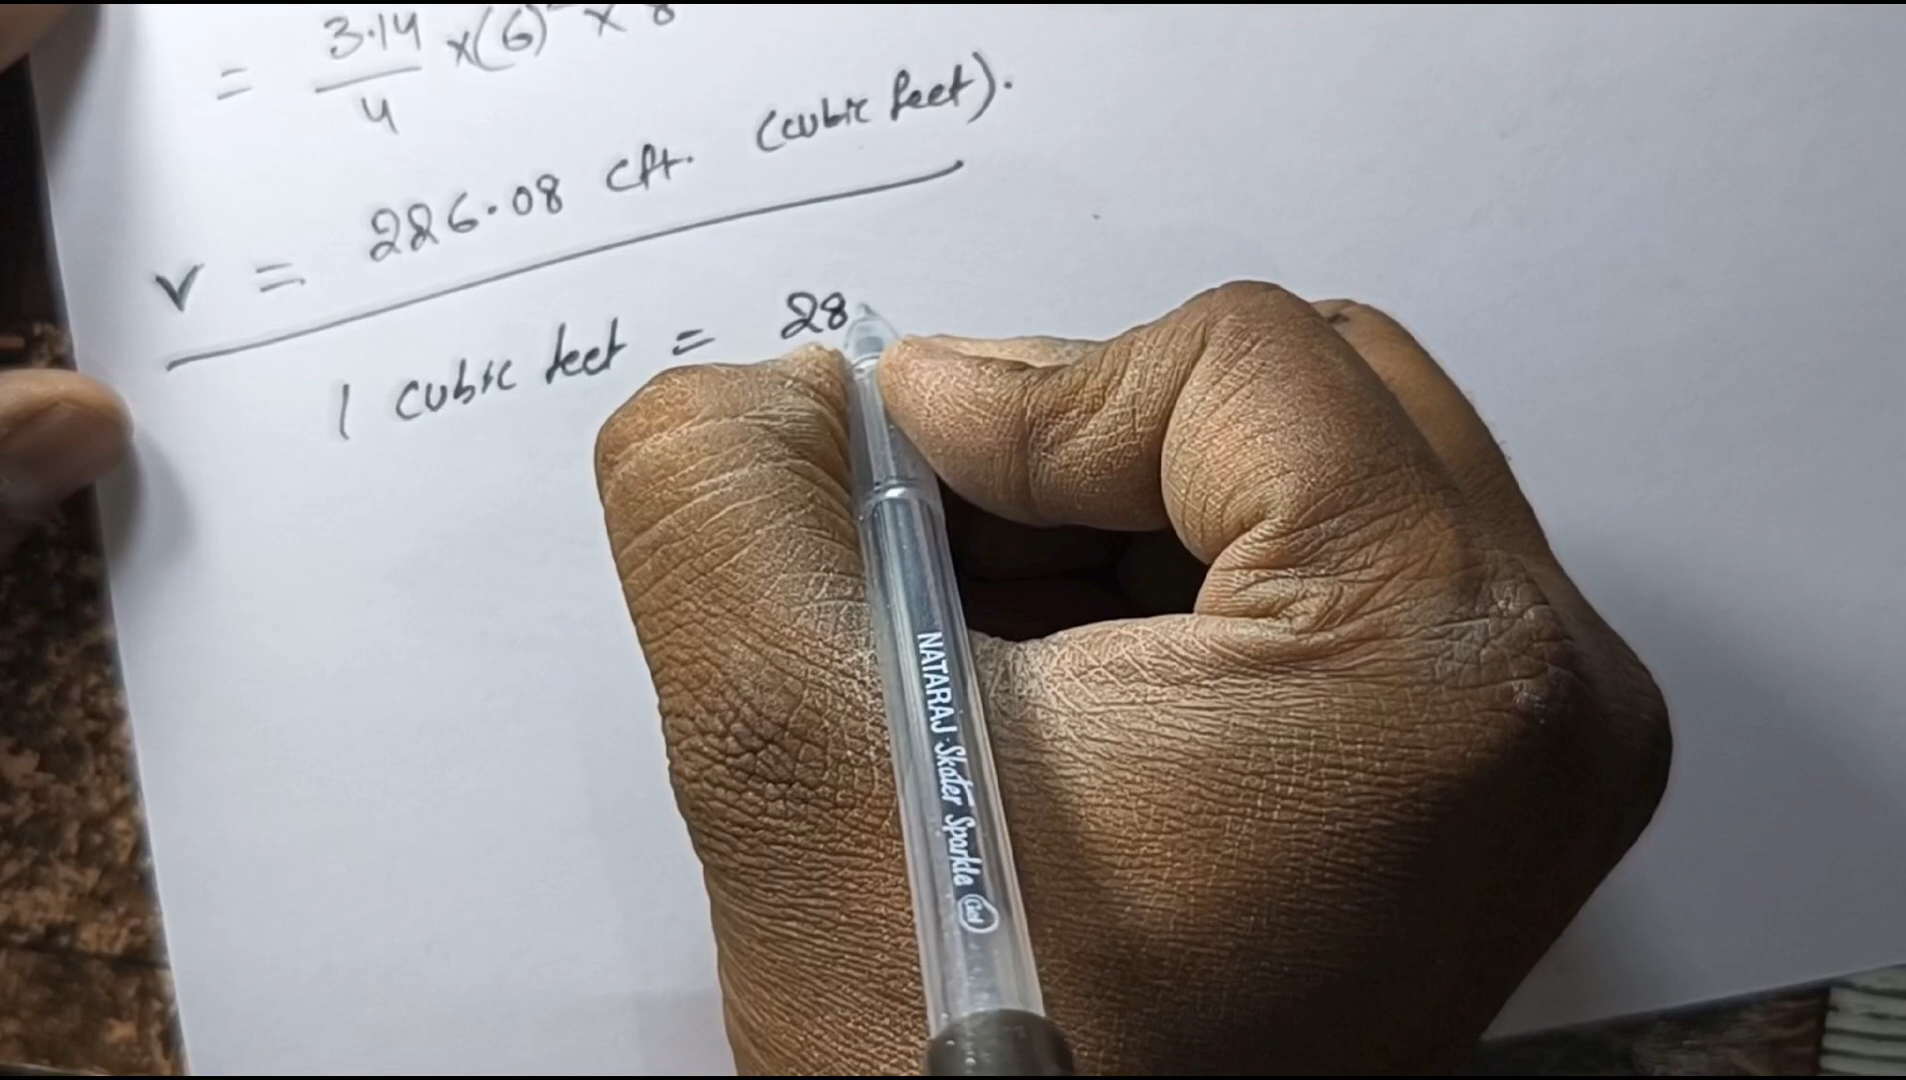 = 3.14/4 x(6)² x 8
V = 226.08 cft. (cubic feet).
1 cubic feet = 28
NATARAJ Skater Sparkle